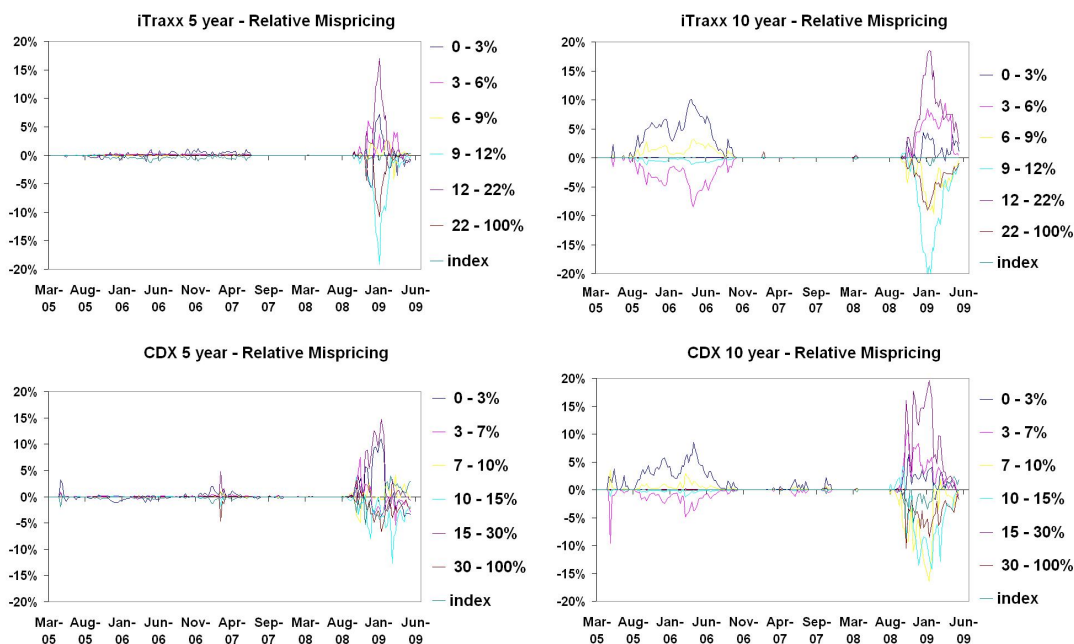 iTraxx 5 year - Relative Mispricing
20%
15%
10%
5%
0%
-5%
-10%
-15%
-20%
Mar-05 Aug-05 Jan-06 Jun-06 Nov-06 Apr-07 Sep-07 Mar-08 Aug-08 Jan-09 Jun-09
0 - 3%
3 - 6%
6 - 9%
9 - 12%
12 - 22%
22 - 100%
index
iTraxx 10 year - Relative Mispricing
20%
15%
10%
5%
0%
-5%
-10%
-15%
-20%
Mar-05 Aug-05 Jan-06 Jun-06 Nov-06 Apr-07 Sep-07 Mar-08 Aug-08 Jan-09 Jun-09
0 - 3%
3 - 6%
6 - 9%
9 - 12%
12 - 22%
22 - 100%
index
CDX 5 year - Relative Mispricing
20%
15%
10%
5%
0%
-5%
-10%
-15%
-20%
Mar-05 Aug-05 Jan-06 Jun-06 Nov-06 Apr-07 Sep-07 Mar-08 Aug-08 Jan-09 Jun-09
0 - 3%
3 - 7%
7 - 10%
10 - 15%
15 - 30%
30 - 100%
index
CDX 10 year - Relative Mispricing
20%
15%
10%
5%
0%
-5%
-10%
-15%
-20%
Mar-05 Aug-05 Jan-06 Jun-06 Nov-06 Apr-07 Sep-07 Mar-08 Aug-08 Jan-09 Jun-09
0 - 3%
3 - 7%
7 - 10%
10 - 15%
15 - 30%
30 - 100%
index